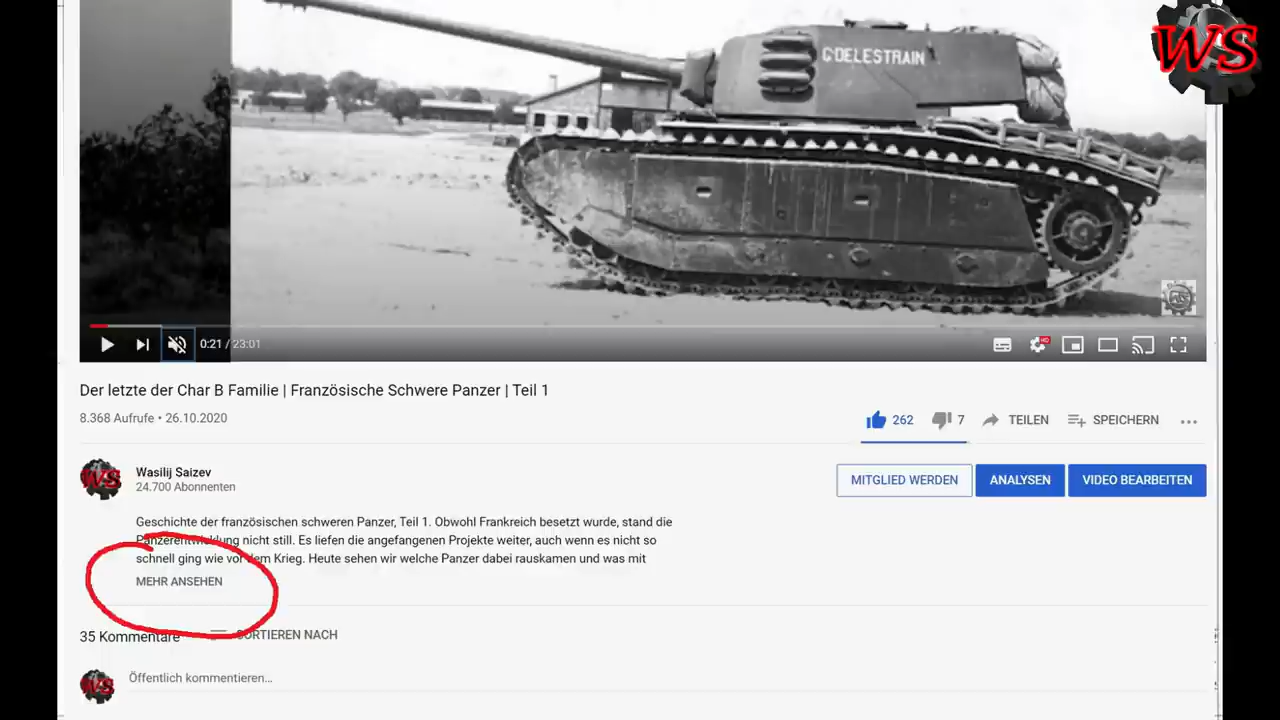 WS
C·DELESTRAIN
0:21 / 23:01
HD
Der letzte der Char B Familie | Französische Schwere Panzer | Teil 1
8.368 Aufrufe • 26.10.2020
262
7
TEILEN
SPEICHERN
WS
Wasilij Saizev
24.700 Abonnenten
MITGLIED WERDEN
ANALYSEN
VIDEO BEARBEITEN
Geschichte der französischen schweren Panzer, Teil 1. Obwohl Frankreich besetzt wurde, stand die
Panzerentwicklung nicht still. Es liefen die angefangenen Projekte weiter, auch wenn es nicht so
schnell ging wie vor dem Krieg. Heute sehen wir welche Panzer dabei rauskamen und was mit
MEHR ANSEHEN
35 Kommentare
SORTIEREN NACH
WS
Öffentlich kommentieren...